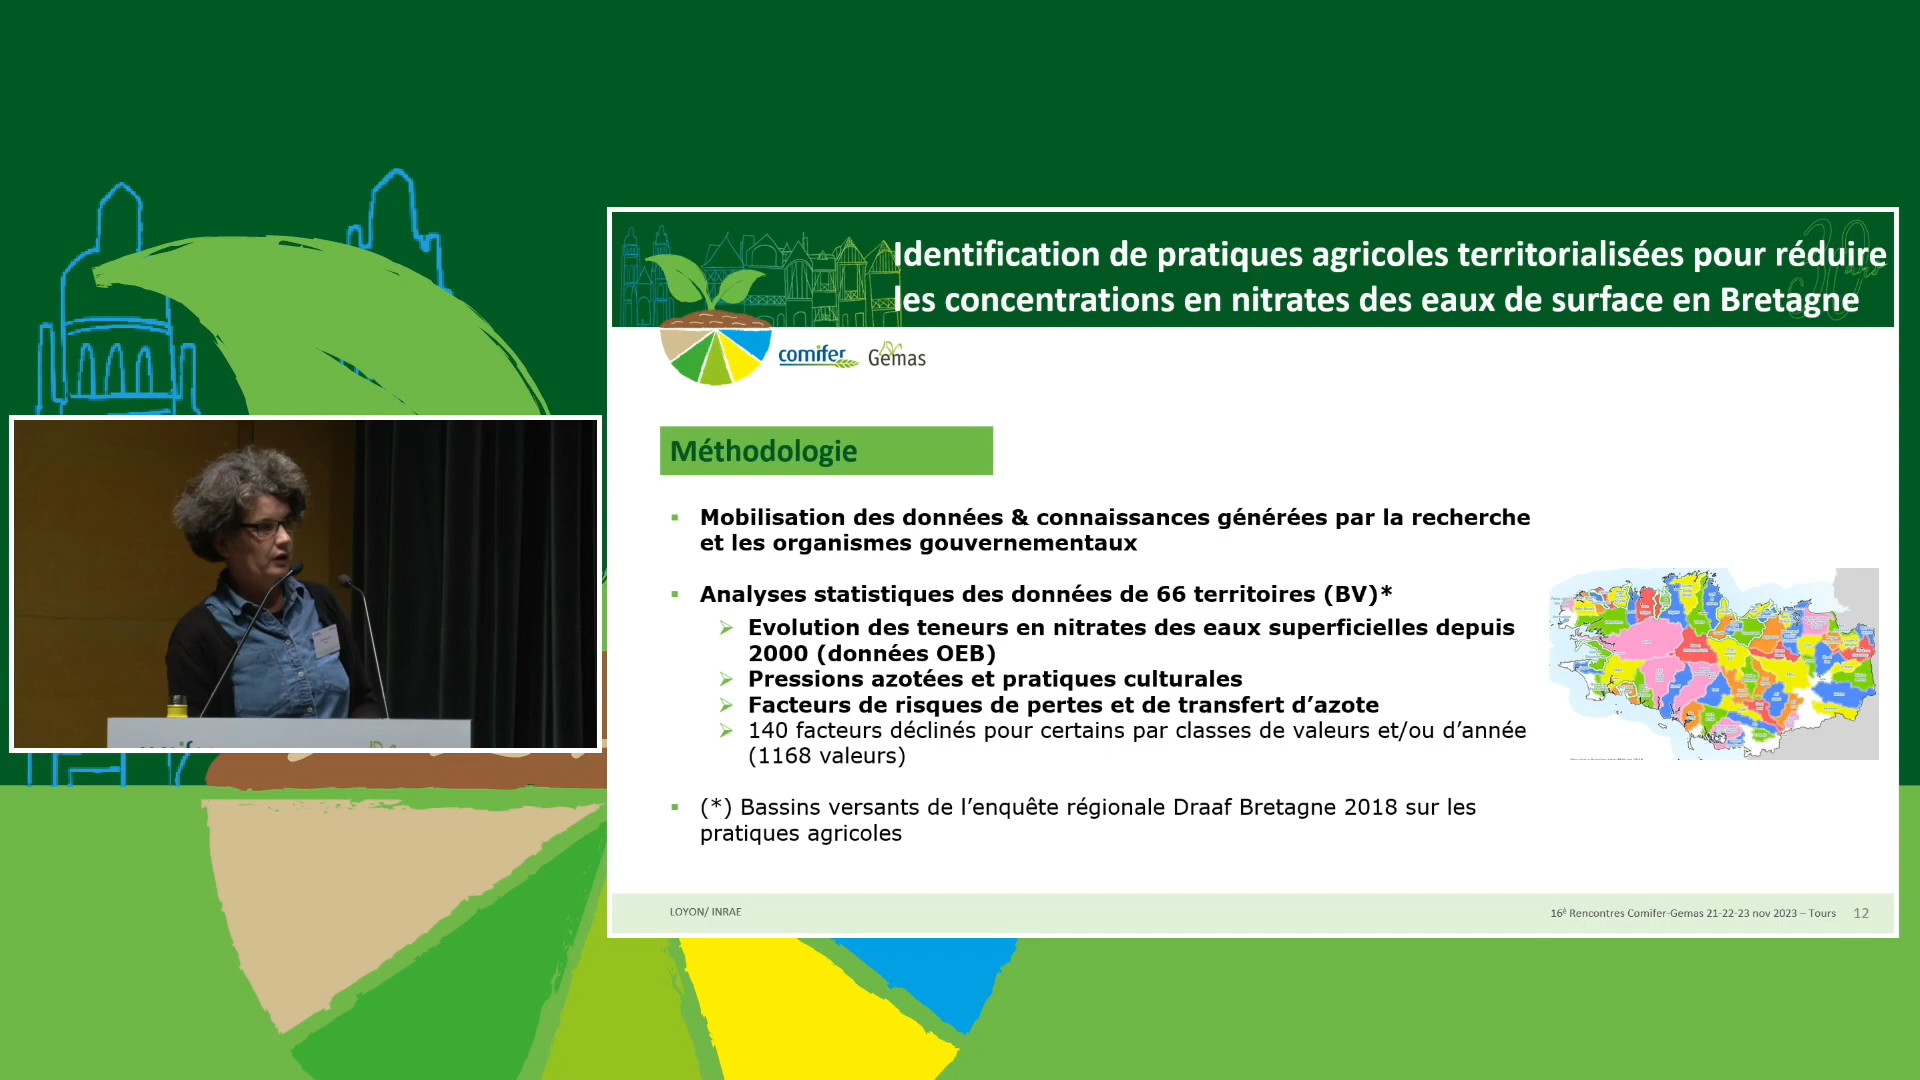 Identification de pratiques agricoles territorialisées pour réduire
les concentrations en nitrates des eaux de surface en Bretagne
comifer Gemas
Méthodologie
▪ Mobilisation des données & connaissances générées par la recherche
et les organismes gouvernementaux
▪ Analyses statistiques des données de 66 territoires (BV)*
➢ Evolution des teneurs en nitrates des eaux superficielles depuis
2000 (données OEB)
➢ Pressions azotées et pratiques culturales
➢ Facteurs de risques de pertes et de transfert d’azote
➢ 140 facteurs déclinés pour certains par classes de valeurs et/ou d’année
(1168 valeurs)
▪ (*) Bassins versants de l’enquête régionale Draaf Bretagne 2018 sur les
pratiques agricoles
LOYON/ INRAE
16è Rencontres Comifer-Gemas 21-22-23 nov 2023 – Tours 12